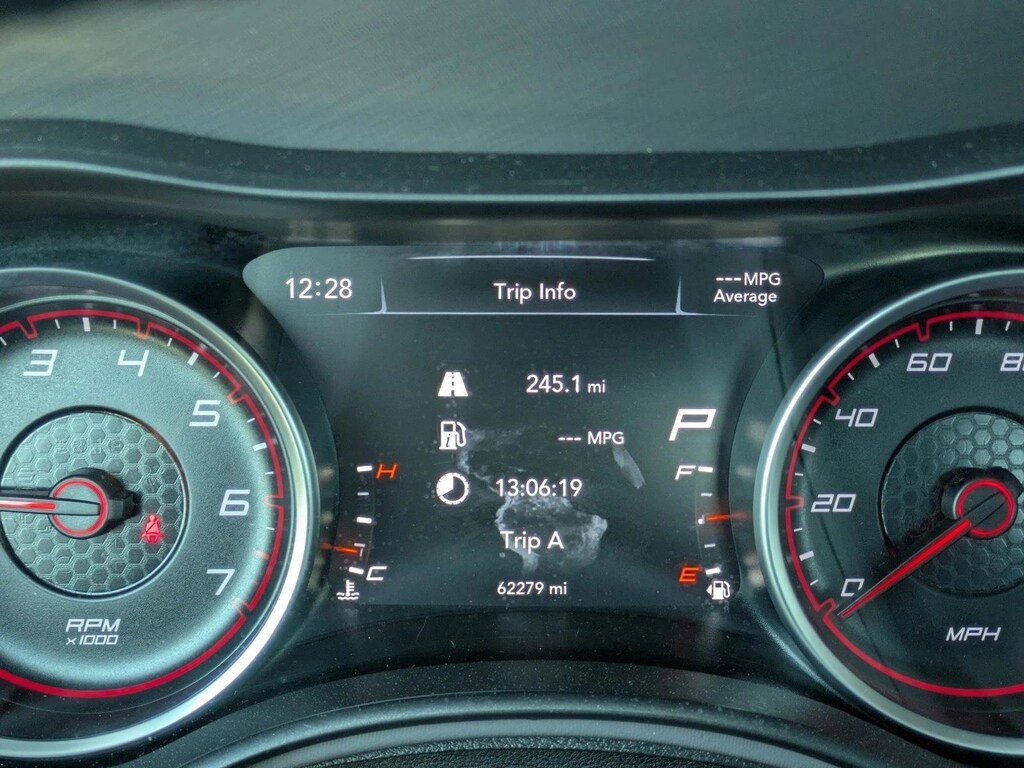 12:28
Trip Info
---MPG
Average
245.1 mi
--- MPG
P
13:06:19
Trip A
62279 mi
H
C
F
E
3
4
5
6
7
RPM
x1000
0
20
40
60
80
MPH